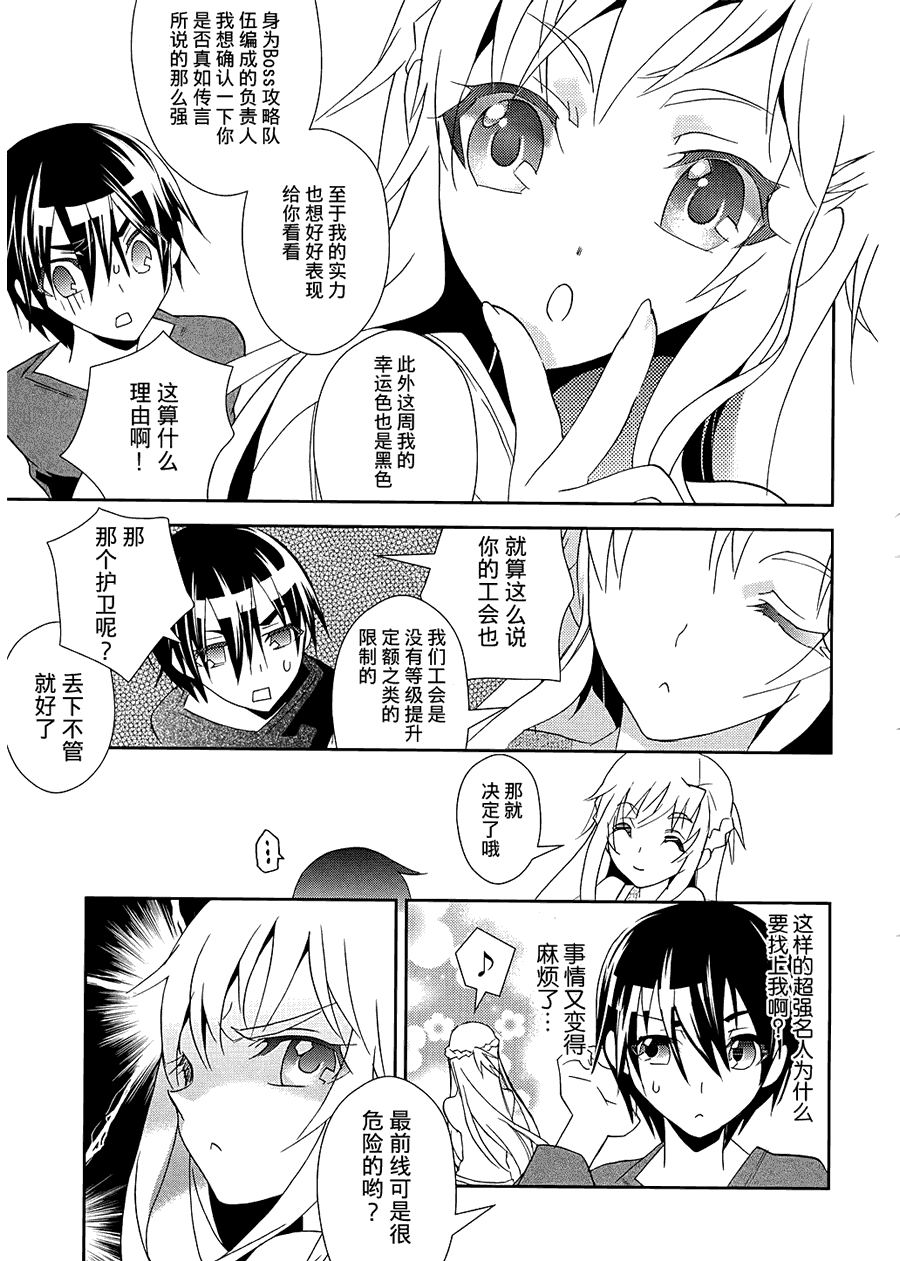 身为Boss攻略队
伍编成的负责人
我想确认一下你
是否真如传言
所说的那么强
至于我的实力
也想好好表现
给你看看
此外这周我的
幸运色也是黑色
这算什么
理由啊！
就算这么说
你的工会也
我们工会是
没有等级提升
定额之类的
限制的
那
那个护卫呢？
丢下不管
就好了
那就
决定了哦
…
这样的超强名人为什么
要找上我啊？
事情又变得
麻烦了…
♪
最前线可是很
危险的哟？